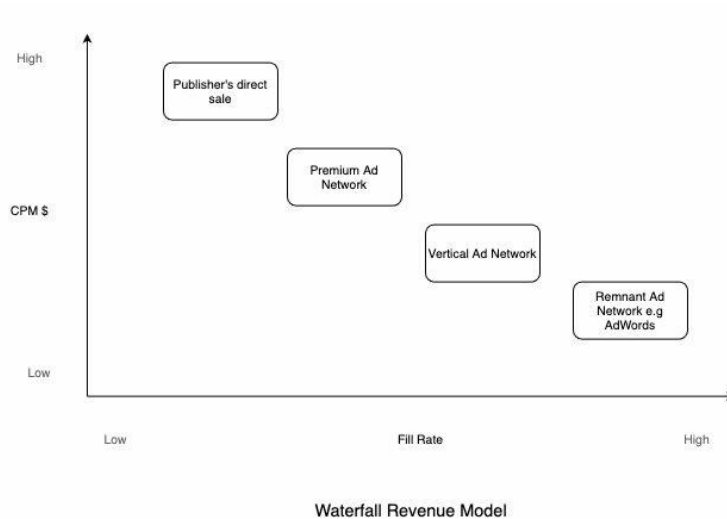 High
Publisher's direct
sale
Premium Ad
Network
CPM $
Vertical Ad Network
Remnant Ad
Network e.g
AdWords
Low
Low
Fill Rate
High
Waterfall Revenue Model